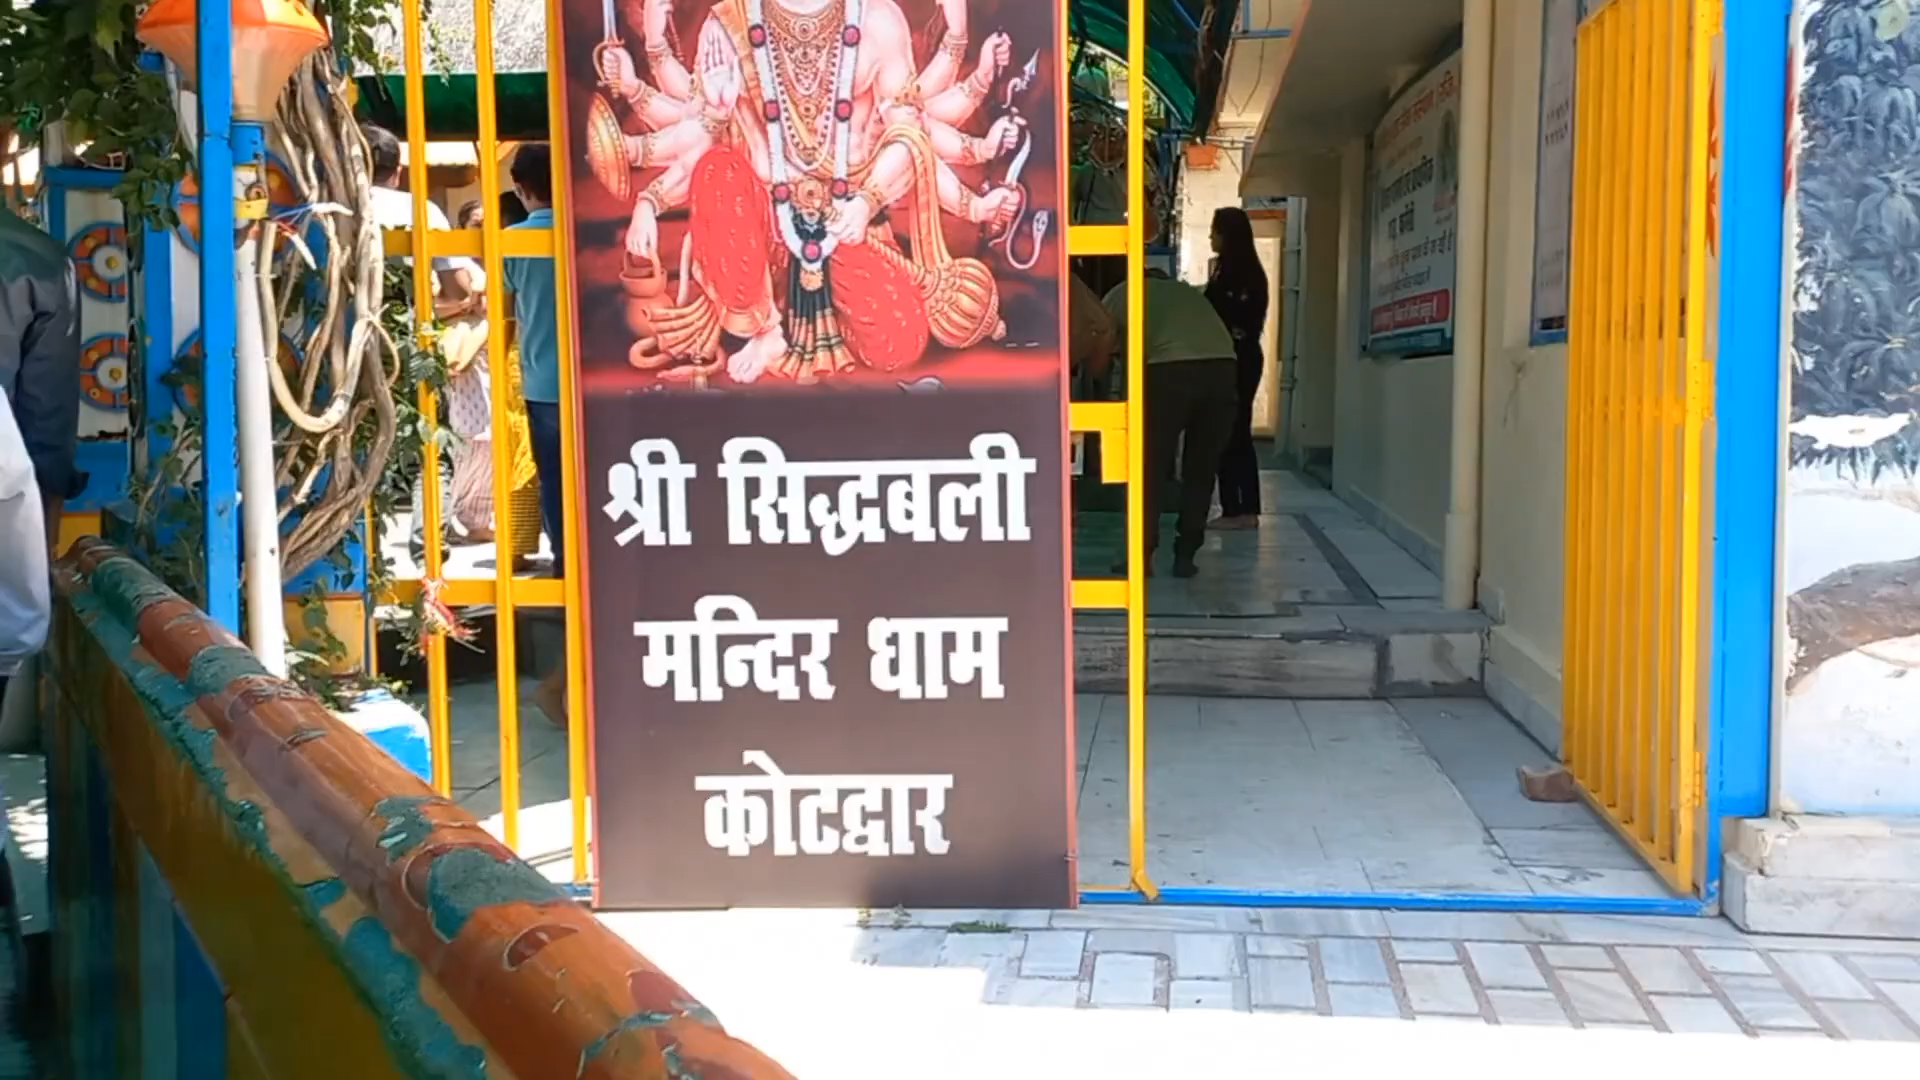 श्री सिद्धबली
मन्दिर धाम
कोटद्वार